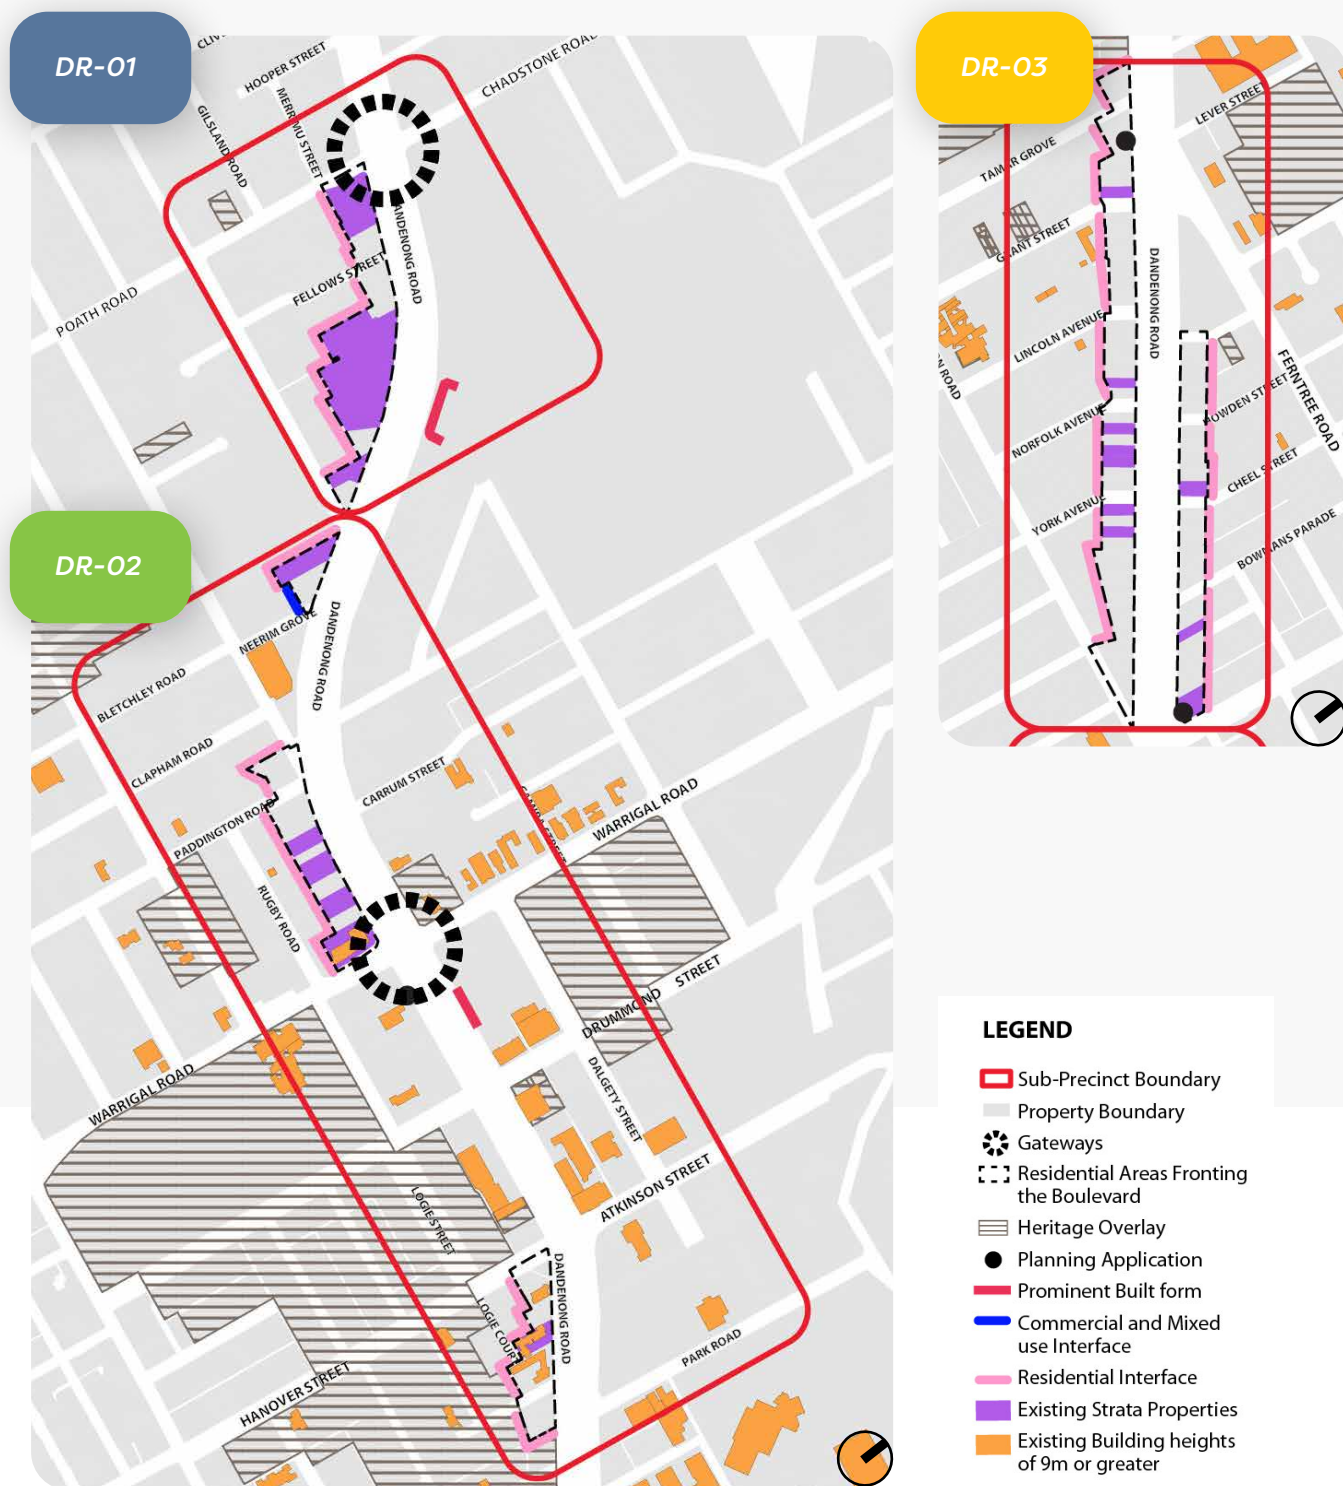 DR-01
DR-03
DR-02
HOOPER STREET
CHADSTONE ROAD
GILSLAND ROAD
POATH ROAD
FELLOWS STREET
NEERIM GROVE
DANDENONG ROAD
BLETCHLEY ROAD
CLAPHAM ROAD
PADDINGTON ROAD
CARRUM STREET
WARRIGAL ROAD
RUGBY ROAD
DRUMMOND STREET
DALGETY STREET
WARRIGAL ROAD
ATKINSON STREET
LOGIE STREET
LOGIE COURT
DANDENONG ROAD
PARK ROAD
HANOVER STREET
LEVER STREET
TAMAR GROVE
GRANT STREET
DANDENONG ROAD
LINCOLN AVENUE
NORFOLK AVENUE
YORK AVENUE
FERNTREE ROAD
CHEEL STREET
BOWMANS PARADE
LEGEND
Sub-Precinct Boundary
Property Boundary
Gateways
Residential Areas Fronting
the Boulevard
Heritage Overlay
Planning Application
Prominent Built form
Commercial and Mixed
use Interface
Residential Interface
Existing Strata Properties
Existing Building heights
of 9m or greater